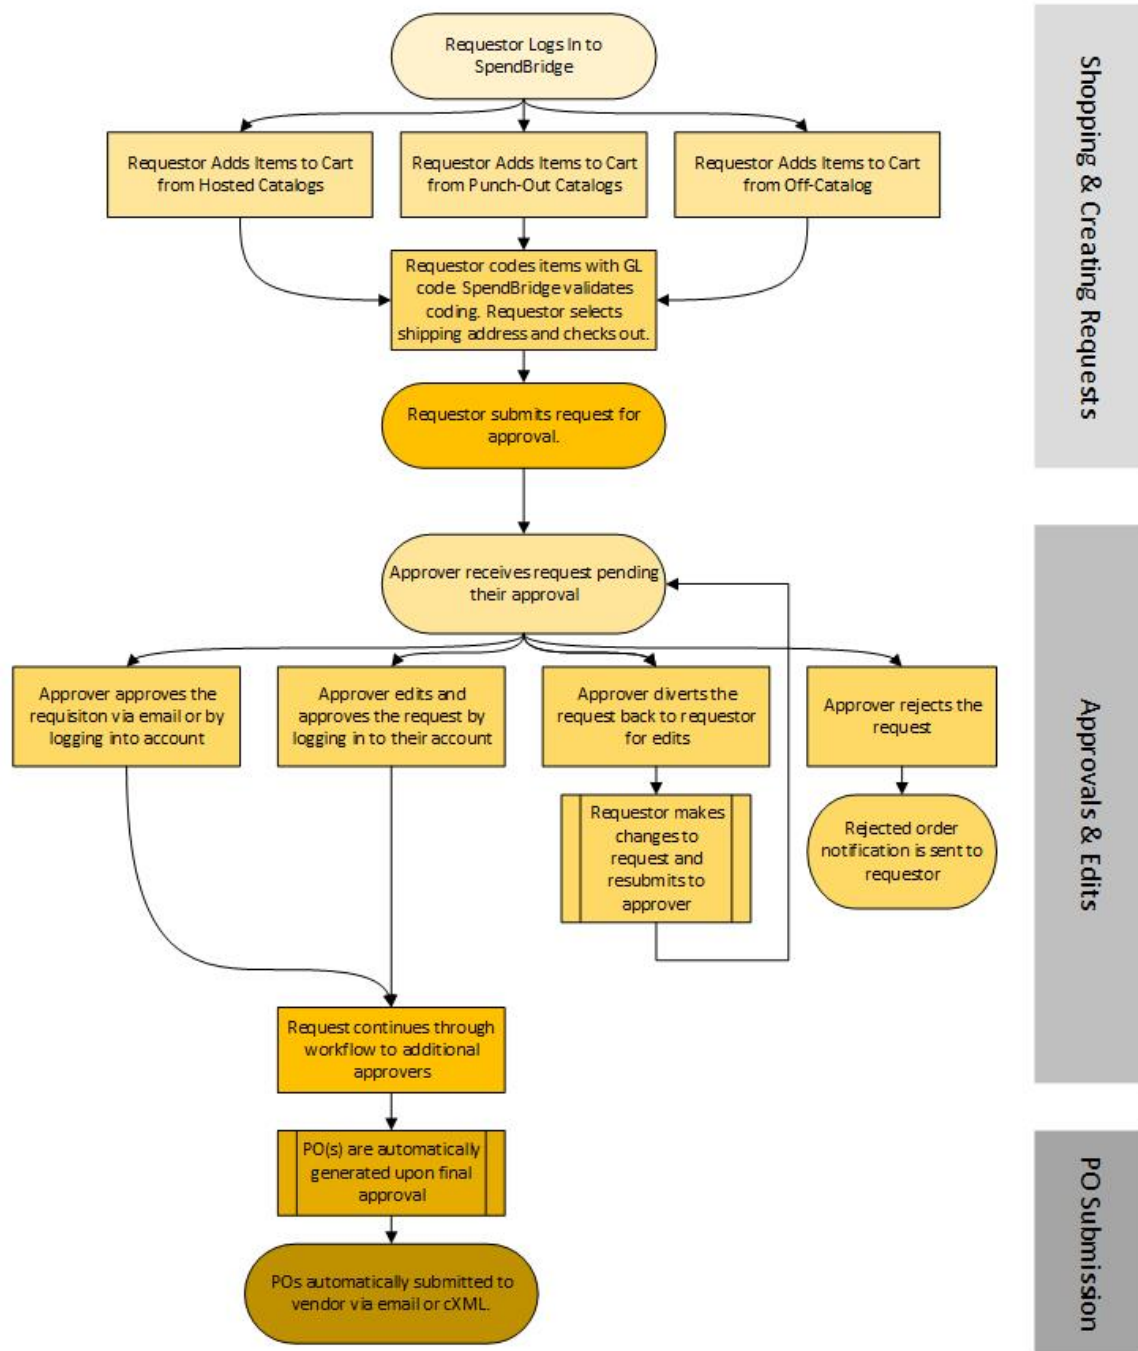 Requestor Logs In to
SpendBridge
Requestor Adds Items to Cart
from Hosted Catalogs
Requestor Adds Items to Cart
from Punch-Out Catalogs
Requestor Adds Items to Cart
from Off-Catalog
Requestor codes items with GL
code. SpendBridge validates
coding. Requestor selects
shipping address and checks out.
Requestor submits request for
approval.
Shopping & Creating Requests
Approver receives request pending
their approval
Approver approves the
requisiton via email or by
logging into account
Approver edits and
approves the request by
logging in to their account
Approver diverts the
request back to requestor
for edits
Approver rejects the
request
Requestor makes
changes to
request and
resubmits to
approver
Rejected order
notification is sent to
requestor
Request continues through
workflow to additional
approvers
Approvals & Edits
PO(s) are automatically
generated upon final
approval
POs automatically submitted to
vendor via email or cXML.
PO Submission